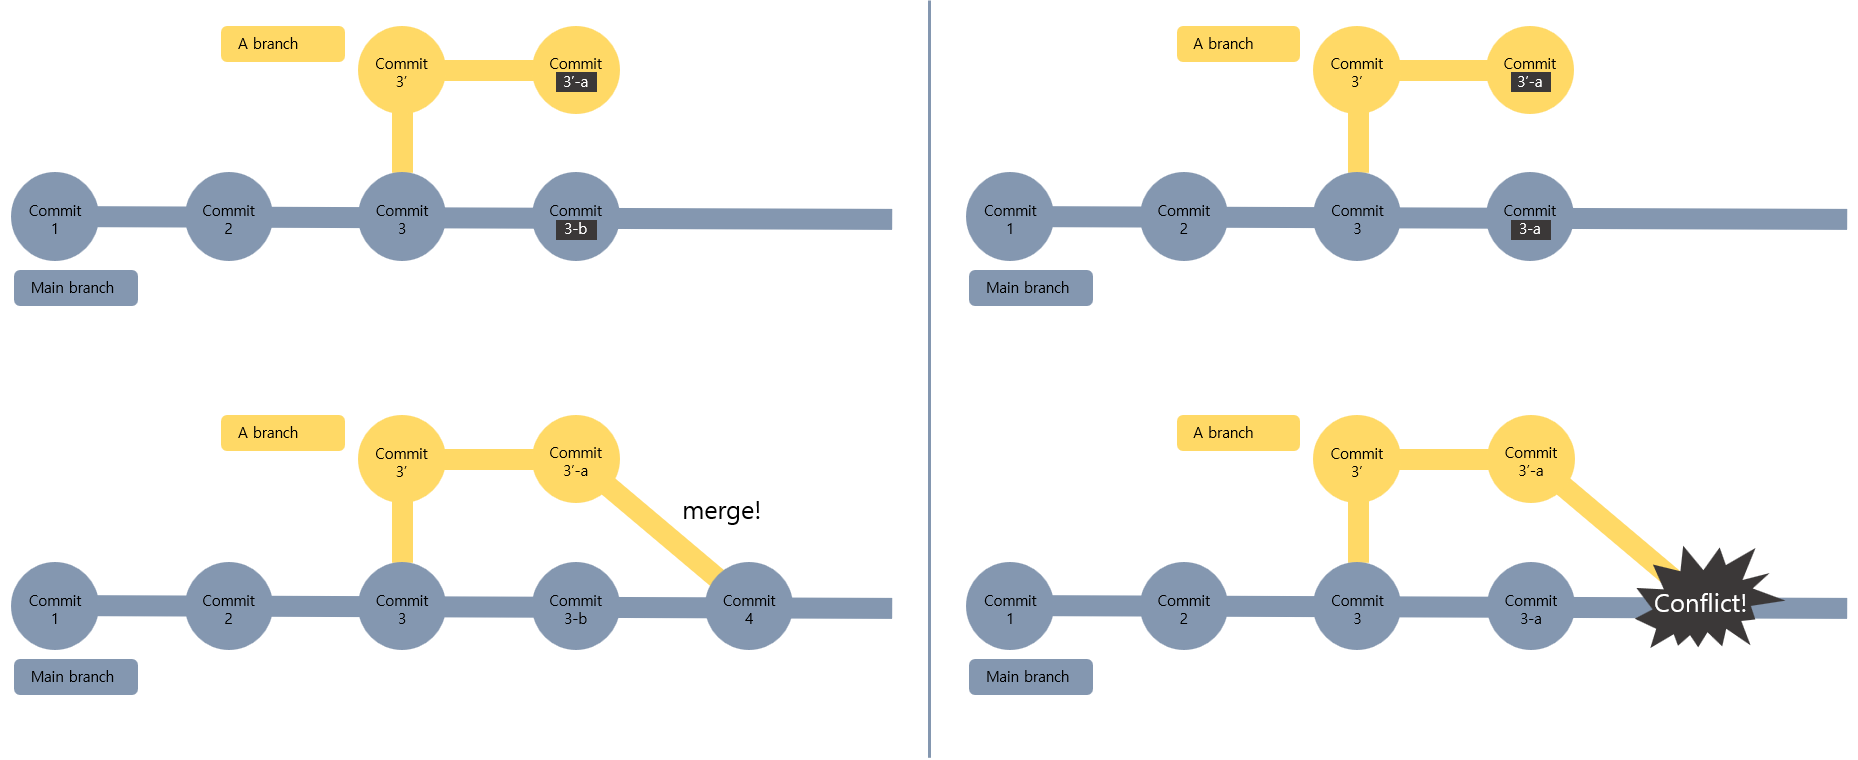 A branch
Commit
3’
Commit
3’-a
Commit
1
Commit
2
Commit
3
Commit
3-b
Main branch
A branch
Commit
3’
Commit
3’-a
merge!
Commit
1
Commit
2
Commit
3
Commit
3-b
Commit
4
Main branch
A branch
Commit
3’
Commit
3’-a
Commit
1
Commit
2
Commit
3
Commit
3-a
Main branch
A branch
Commit
3’
Commit
3’-a
Commit
1
Commit
2
Commit
3
Commit
3-a
Conflict!
Main branch